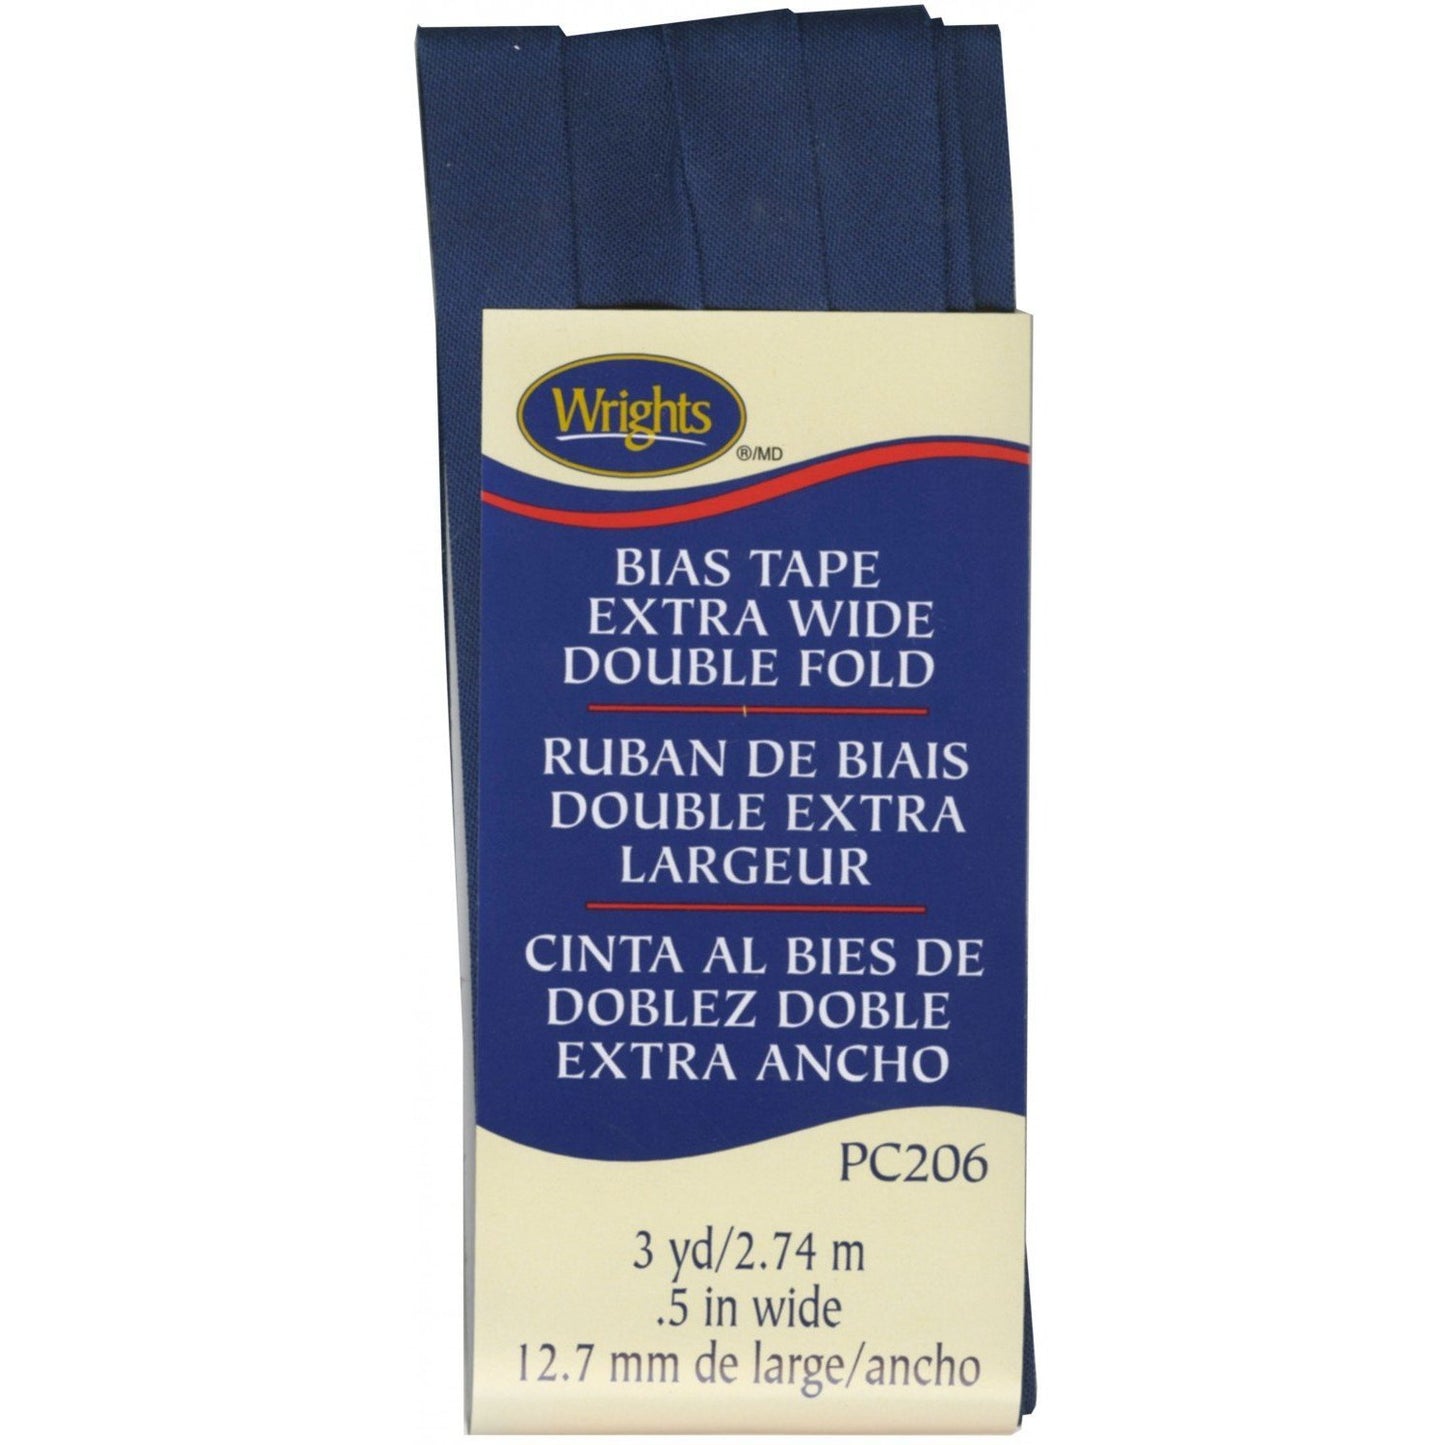 Wrights
®/MD
BIAS TAPE
EXTRA WIDE
DOUBLE FOLD
RUBAN DE BIAIS
DOUBLE EXTRA
LARGEUR
CINTA AL BIES DE
DOBLEZ DOBLE
EXTRA ANCHO
PC206
3 yd/2.74 m
.5 in wide
12.7 mm de large/ancho